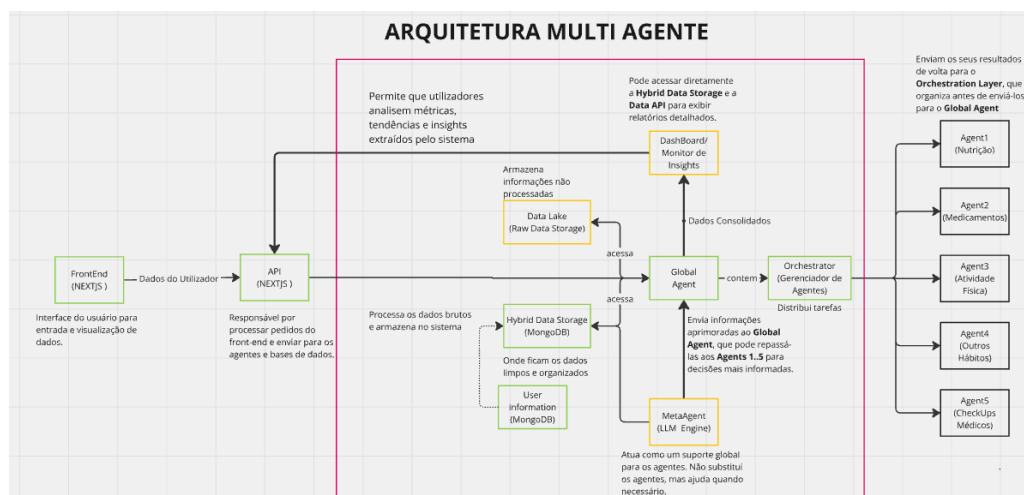 ARQUITETURA MULTI AGENTE
Permite que utilizadores
analisem métricas,
tendências e insights
extraídos pelo sistema
Pode acessar diretamente
a Hybrid Data Storage e a
Data API para exibir
relatórios detalhados.
Enviam os seus resultados
de volta para o
Orchestration Layer, que
organiza antes de enviá-los
para o Global Agent
DashBoard/
Monitor de
Insights
Armazena
informações não
processadas
Data Lake
(Raw Data Storage)
Dados Consolidados
acessa
FrontEnd
(NEXTJS )
Dados do Utilizador
API
(NEXTJS )
Global
Agent
contem
Orchestrator
(Gerenciador de
Agentes)
Distribui tarefas
Interface do usuário para
entrada e visualização de
dados.
Responsável por
processar pedidos do
front-end e enviar para os
agentes e bases de dados.
Processa os dados brutos
e armazena no sistema
acessa
Hybrid Data Storage
(MongoDB)
Onde ficam os dados
limpos e organizados
User
information
(MongoDB)
Envia informações
aprimoradas ao Global
Agent, que pode repassá-
las aos Agents 1..5 para
decisões mais informadas.
MetaAgent
(LLM Engine)
Atua como um suporte global
para os agentes. Não substitui
os agentes, mas ajuda quando
necessário.
Agent1
(Nutrição)
Agent2
(Medicamentos)
Agent3
(Atividade
Física)
Agent4
(Outros
Hábitos)
Agent5
(CheckUps
Médicos)